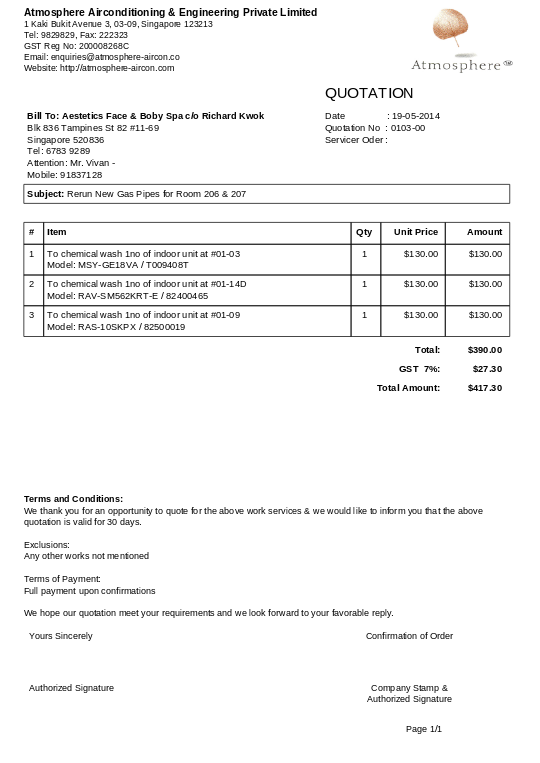 Atmosphere Airconditioning & Engineering Private Limited
1 Kaki Bukit Avenue 3, 03-09, Singapore 123213
Tel: 9829829, Fax: 222323
GST Reg No: 200008268C
Email: enquiries@atmosphere-aircon.co
Website: http://atmosphere-aircon.com
Atmosphere
QUOTATION
Bill To: Aestetics Face & Boby Spa c/o Richard Kwok
Blk 836 Tampines St 82 #11-69
Singapore 520836
Tel: 6783 9289
Attention: Mr. Vivan -
Mobile: 91837128
Date : 19-05-2014
Quotation No : 0103-00
Servicer Oder :
Subject: Rerun New Gas Pipes for Room 206 & 207
# Item Qty Unit Price Amount
1 To chemical wash 1no of indoor unit at #01-03 1 $130.00 $130.00
Model: MSY-GE18VA / T009408T
2 To chemical wash 1no of indoor unit at #01-14D 1 $130.00 $130.00
Model: RAV-SM562KRT-E / 82400465
3 To chemical wash 1no of indoor unit at #01-09 1 $130.00 $130.00
Model: RAS-10SKPX / 82500019
Total: $390.00
GST 7%: $27.30
Total Amount: $417.30
Terms and Conditions:
We thank you for an opportunity to quote for the above work services & we would like to inform you that the above
quotation is valid for 30 days.
Exclusions:
Any other works not mentioned
Terms of Payment:
Full payment upon confirmations
We hope our quotation meet your requirements and we look forward to your favorable reply.
Yours Sincerely
Confirmation of Order
Authorized Signature
Company Stamp &
Authorized Signature
Page 1/1